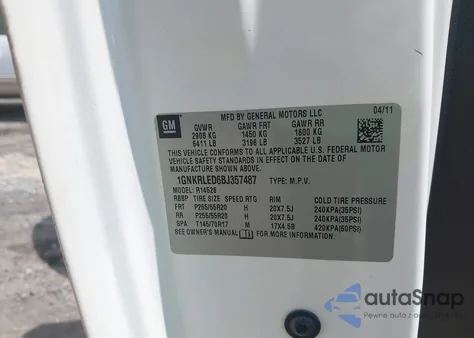 MFD BY GENERAL MOTORS LLC 04/11
GM
GVWR GAWR FRT GAWR RR
2908 KG 1450 KG 1600 KG
6411 LB 3196 LB 3527 LB
THIS VEHICLE CONFORMS TO ALL APPLICABLE U.S. FEDERAL MOTOR
VEHICLE SAFETY STANDARDS IN EFFECT ON THE DATE OF
MANUFACTURE SHOWN ABOVE.
1GNKRLED6BJ357487 TYPE: M.P.V.
MODEL: R14526
RBBP TIRE SIZE SPEED RTG RIM COLD TIRE PRESSURE
FRT P255/55R20 H 20X7.5J 240KPA(35PSI)
RR P255/55R20 H 20X7.5J 240KPA(35PSI)
SPA T145/70R17 M 17X4.5B 420KPA(60PSI)
SEE OWNER'S MANUAL
autoSnap
Pewne auto z